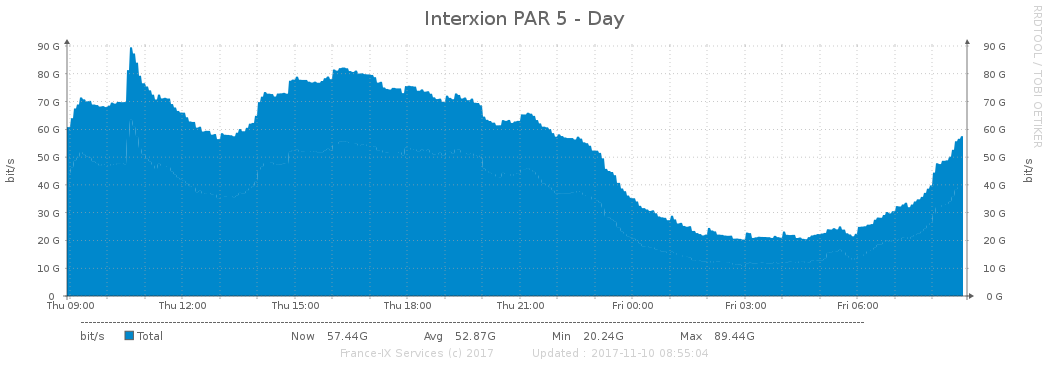 Interxion PAR 5 - Day
RRDTOOL / TOBI OETIKER
bit/s
90 G
80 G
70 G
60 G
50 G
40 G
30 G
20 G
10 G
0
90 G
80 G
70 G
60 G
50 G
40 G
30 G
20 G
10 G
0 G
bit/s
Thu 09:00 Thu 12:00 Thu 15:00 Thu 18:00 Thu 21:00 Fri 00:00 Fri 03:00 Fri 06:00
bit/s Total Now 57.44G Avg 52.87G Min 20.24G Max 89.44G
France-IX Services (c) 2017 Updated : 2017-11-10 08:55:04